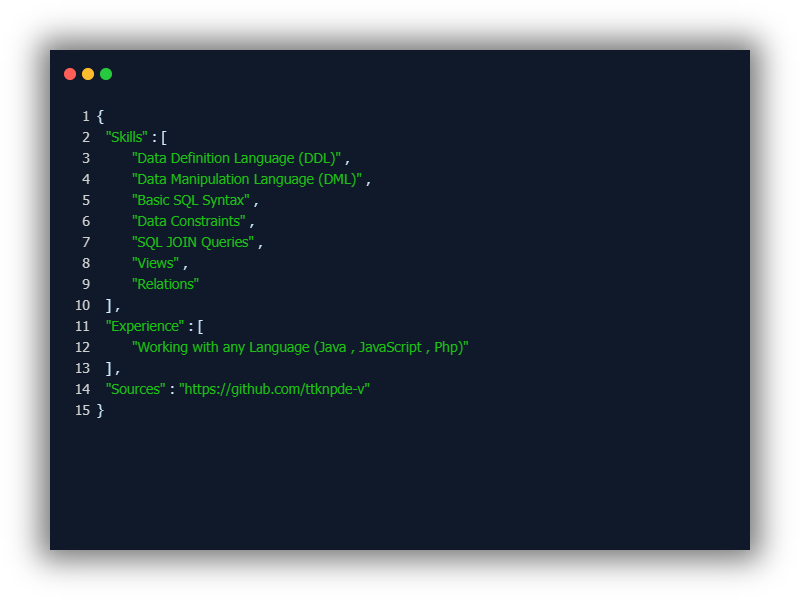 1 {
2 "Skills" : [
3 "Data Definition Language (DDL)" ,
4 "Data Manipulation Language (DML)" ,
5 "Basic SQL Syntax" ,
6 "Data Constraints" ,
7 "SQL JOIN Queries" ,
8 "Views" ,
9 "Relations"
10 ] ,
11 "Experience" : [
12 "Working with any Language (Java , JavaScript , Php)"
13 ] ,
14 "Sources" : "https://github.com/ttknpde-v"
15 }